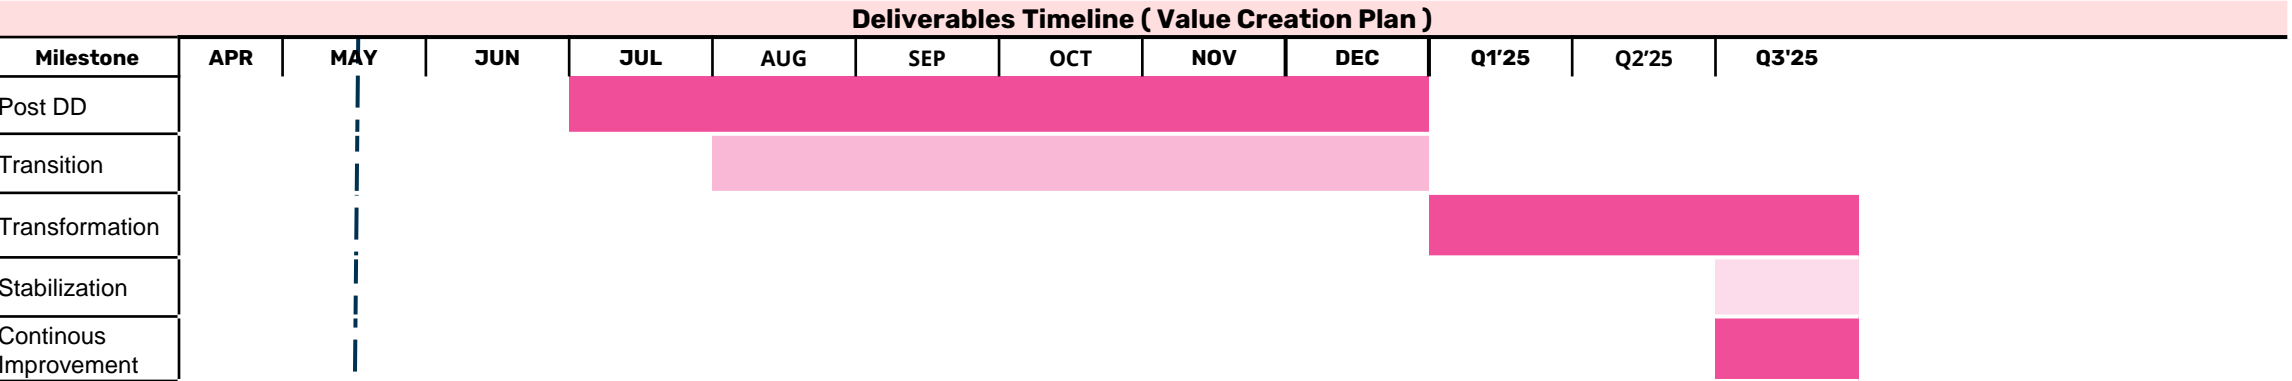 Deliverables Timeline ( Value Creation Plan )
Milestone APR MAY JUN JUL AUG SEP OCT NOV DEC Q1’25 Q2’25 Q3'25
Post DD
Transition
Transformation
Stabilization
Continous
Improvement